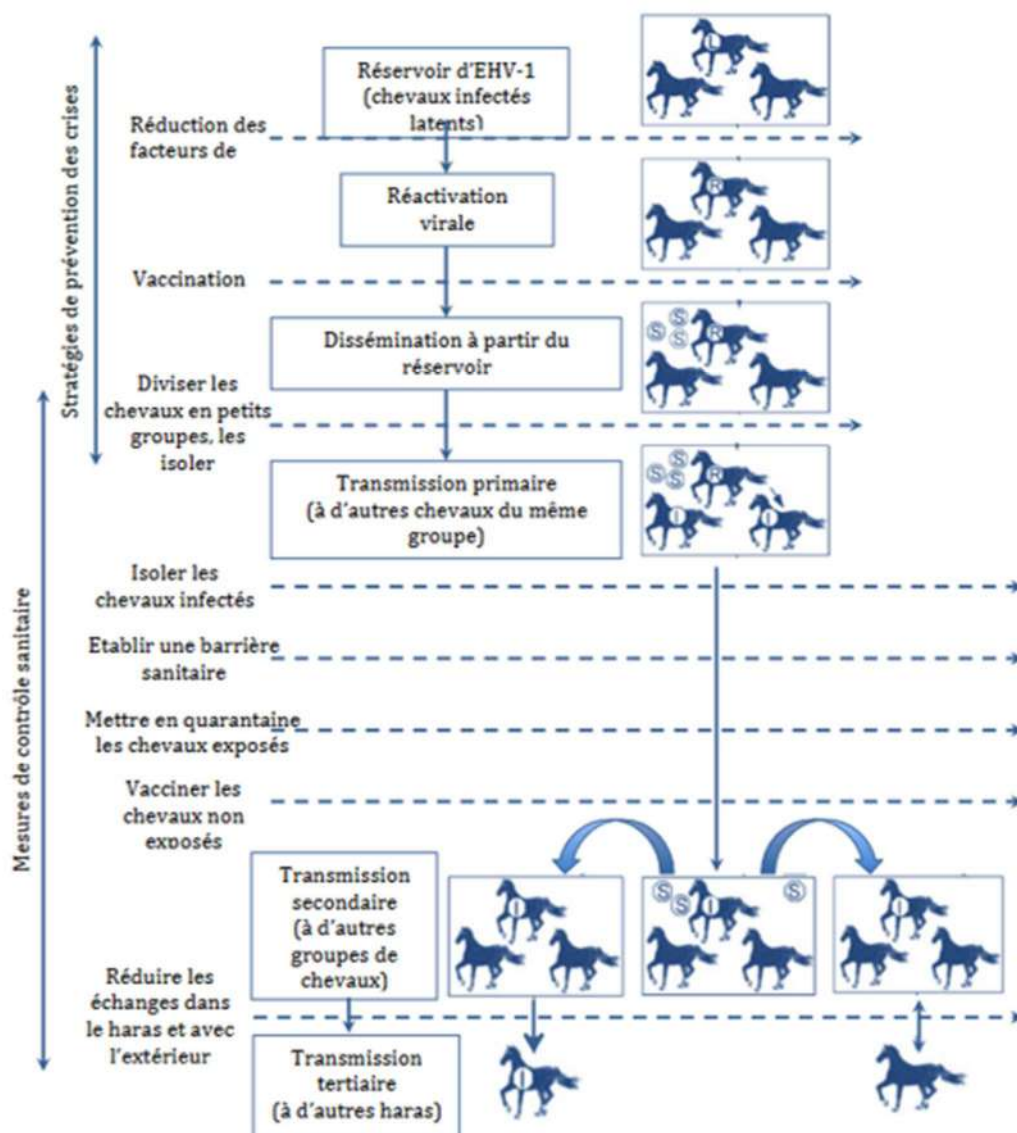 Stratégies de prévention des crises
Mesures de contrôle sanitaire
Réservoir d'EHV-1
(chevaux infectés
latents)
L
Réduction des
facteurs de
Réactivation
virale
R
Vaccination
Dissémination à partir du
réservoir
S
S
S
R
Diviser les
chevaux en petits
groupes, les
isoler
Transmission primaire
(à d'autres chevaux du même
groupe)
S
S
S
R
I
I
Isoler les
chevaux infectés
Etablir une barrière
sanitaire
Mettre en quarantaine
les chevaux exposés
Vacciner les
chevaux non
exposés
Transmission
secondaire
(à d'autres
groupes de
chevaux)
I
S
S
I
S
I
Réduire les
échanges dans
le haras et avec
l'extérieur
Transmission
tertiaire
(à d'autres haras)
I